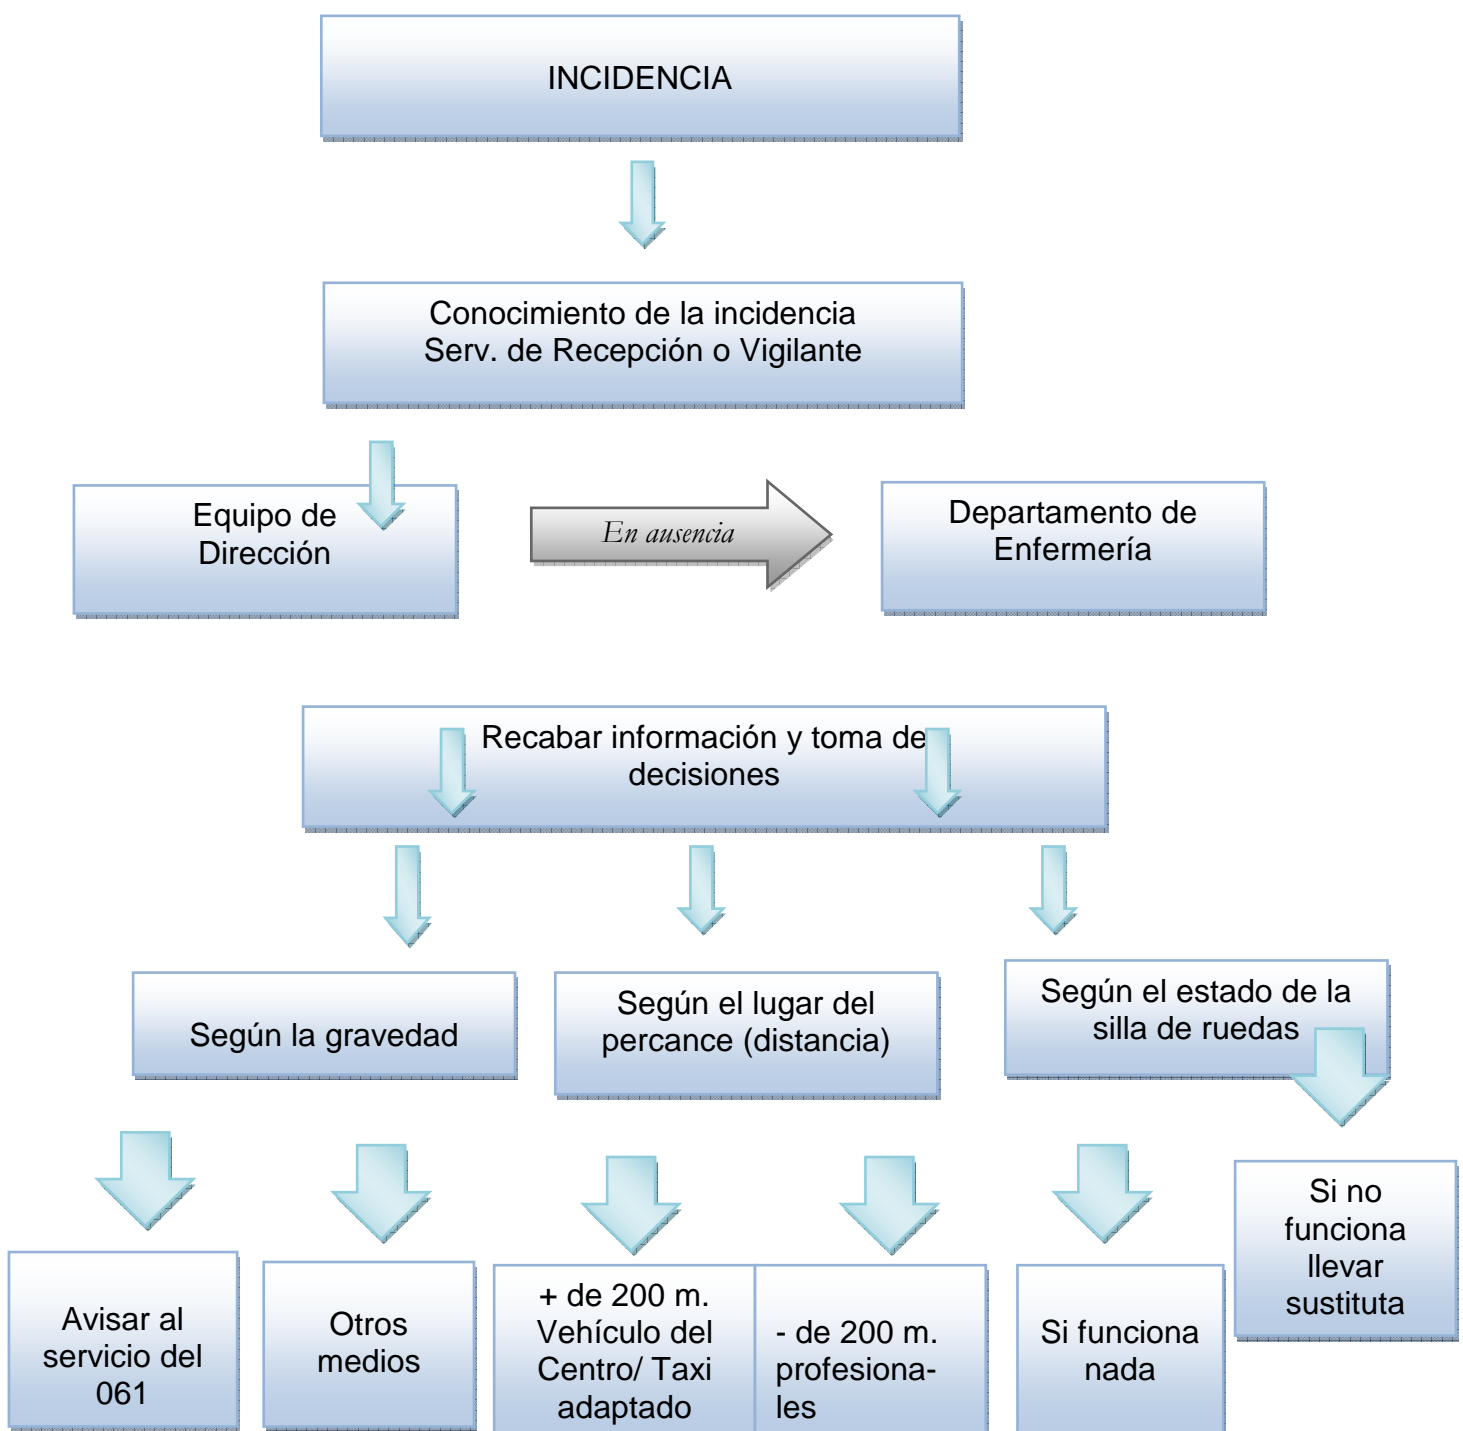 INCIDENCIA
Conocimiento de la incidencia
Serv. de Recepción o Vigilante
Equipo de
Dirección
En ausencia
Departamento de
Enfermería
Recabar información y toma de
decisiones
Según la gravedad
Según el lugar del
percance (distancia)
Según el estado de la
silla de ruedas
Avisar al
servicio del
061
Otros
medios
+ de 200 m.
Vehículo del
Centro/ Taxi
adaptado
- de 200 m.
profesiona-
les
Si funciona
nada
Si no
funciona
llevar
sustituta